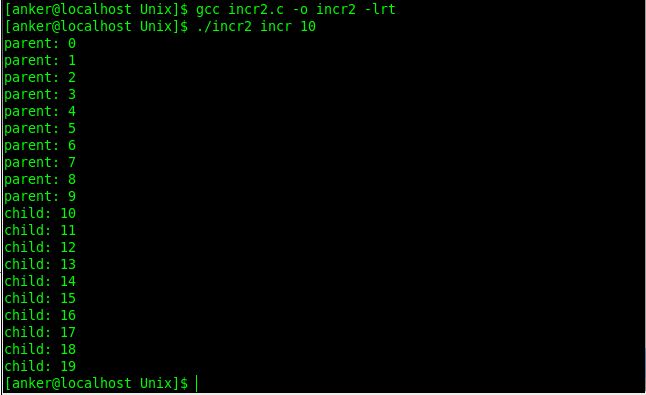 [anker@localhost Unix]$ gcc incr2.c -o incr2 -lrt
[anker@localhost Unix]$ ./incr2 incr 10
parent: 0
parent: 1
parent: 2
parent: 3
parent: 4
parent: 5
parent: 6
parent: 7
parent: 8
parent: 9
child: 10
child: 11
child: 12
child: 13
child: 14
child: 15
child: 16
child: 17
child: 18
child: 19
[anker@localhost Unix]$